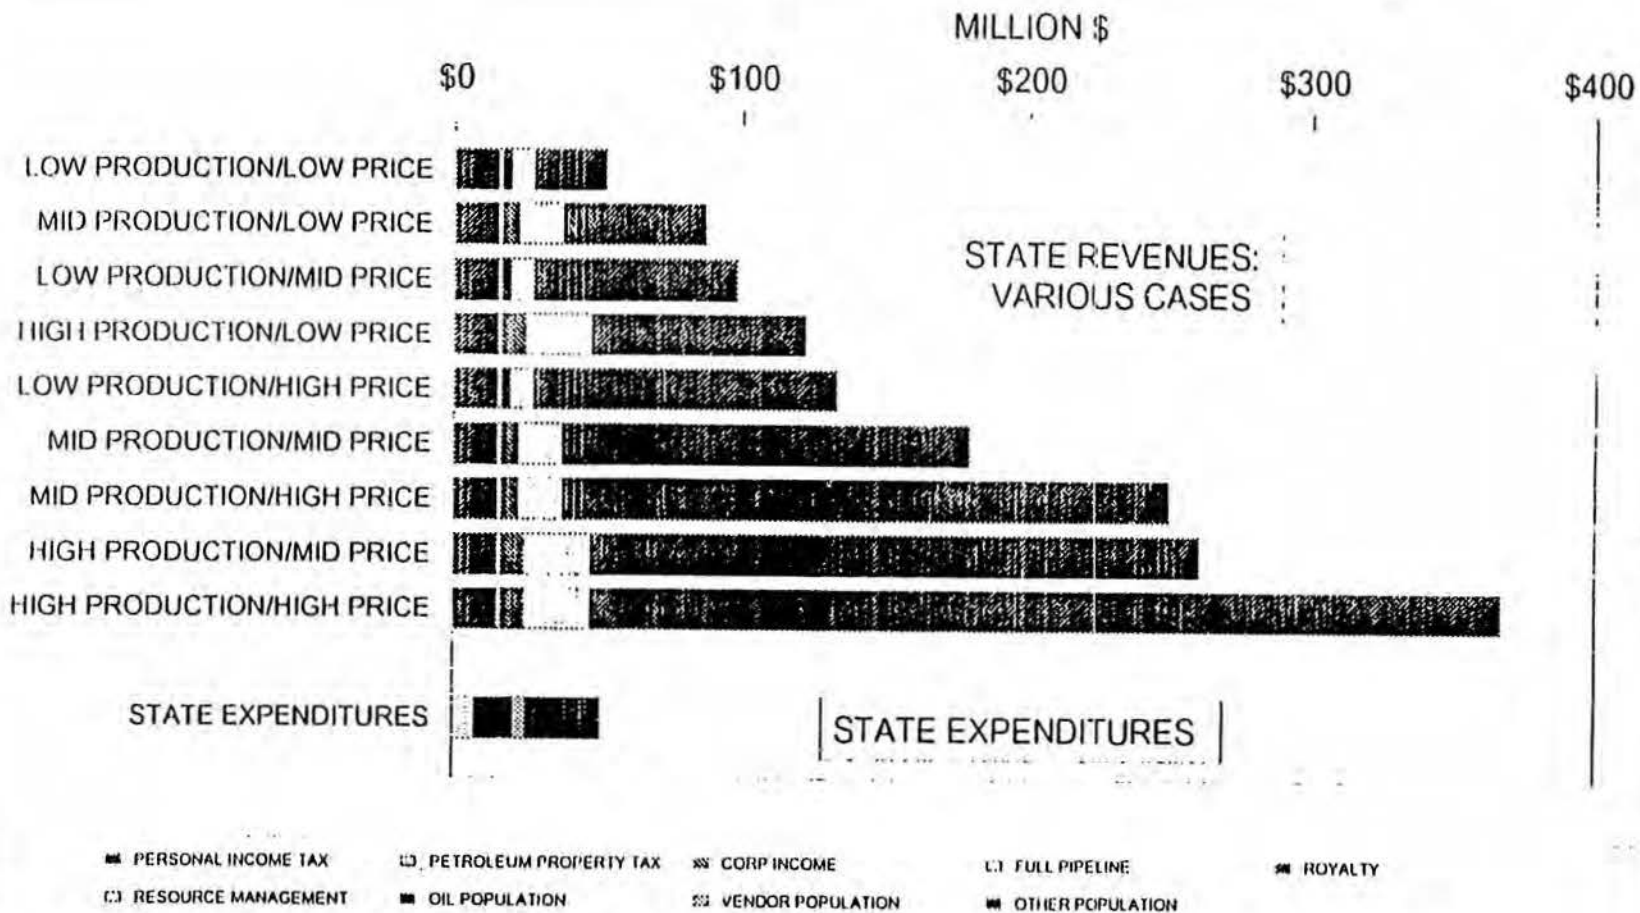 MILLION $
$0 $100 $200 $300 $400
LOW PRODUCTION/LOW PRICE
MID PRODUCTION/LOW PRICE
LOW PRODUCTION/MID PRICE
HIGH PRODUCTION/LOW PRICE
LOW PRODUCTION/HIGH PRICE
MID PRODUCTION/MID PRICE
MID PRODUCTION/HIGH PRICE
HIGH PRODUCTION/MID PRICE
HIGH PRODUCTION/HIGH PRICE
STATE REVENUES:
VARIOUS CASES
STATE EXPENDITURES
STATE EXPENDITURES
PERSONAL INCOME TAX PETROLEUM PROPERTY TAX CORP INCOME FULL PIPELINE ROYALTY
RESOURCE MANAGEMENT OIL POPULATION VENDOR POPULATION OTHER POPULATION